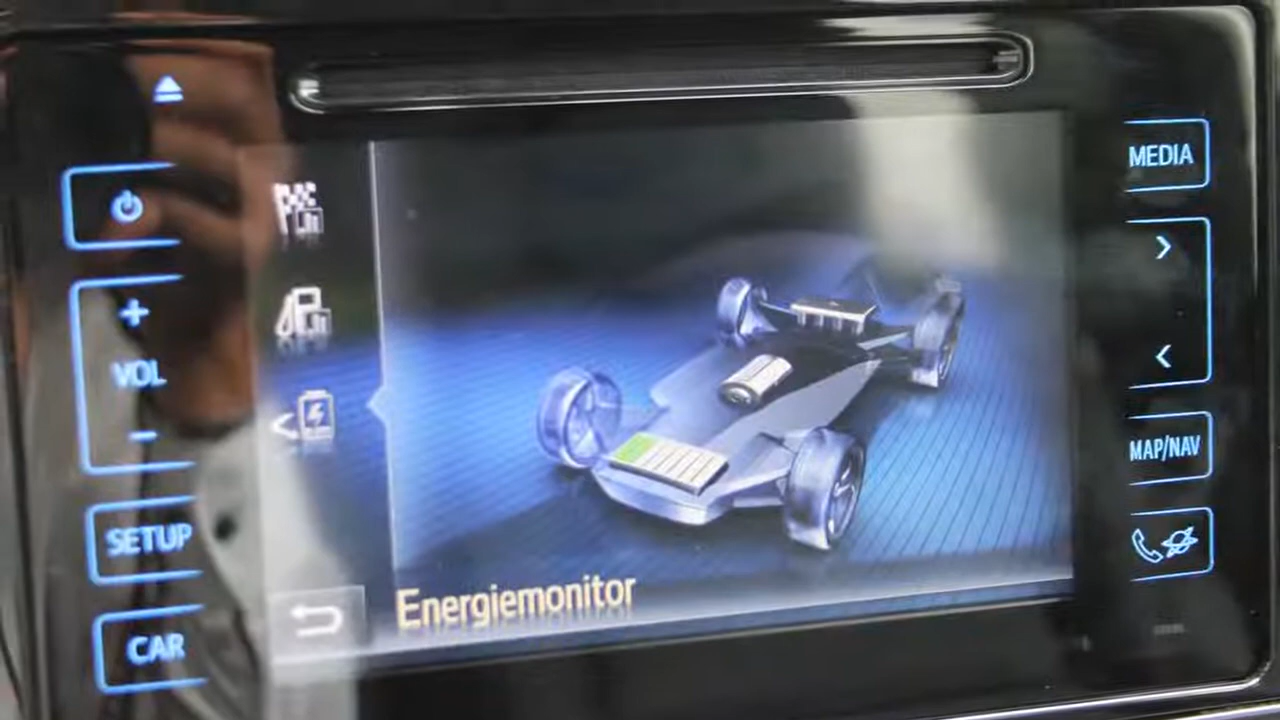 MEDIA
+
VOL
-
>
<
MAP/NAV
SETUP
Energiemonitor
CAR